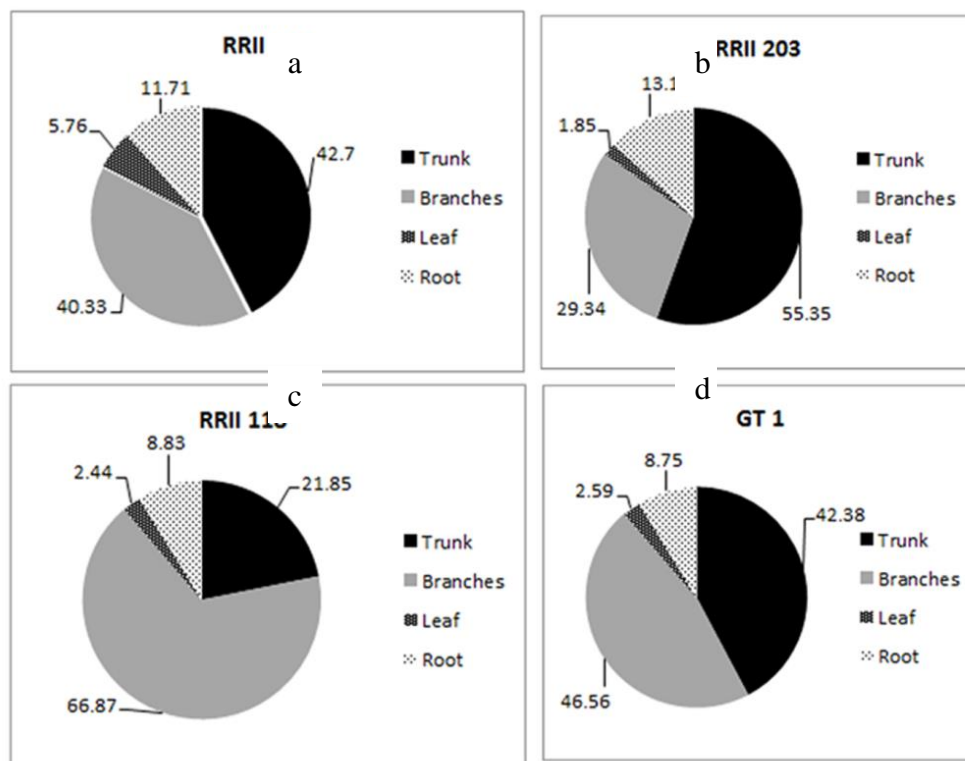 RRII
a
11.71
5.76
42.7
40.33
Trunk
Branches
Leaf
Root
RRII 203
b
13.1
1.85
29.34
55.35
Trunk
Branches
Leaf
Root
c
RRII
8.83
2.44
21.85
66.87
Trunk
Branches
Leaf
Root
d
GT 1
8.75
2.59
42.38
46.56
Trunk
Branches
Leaf
Root